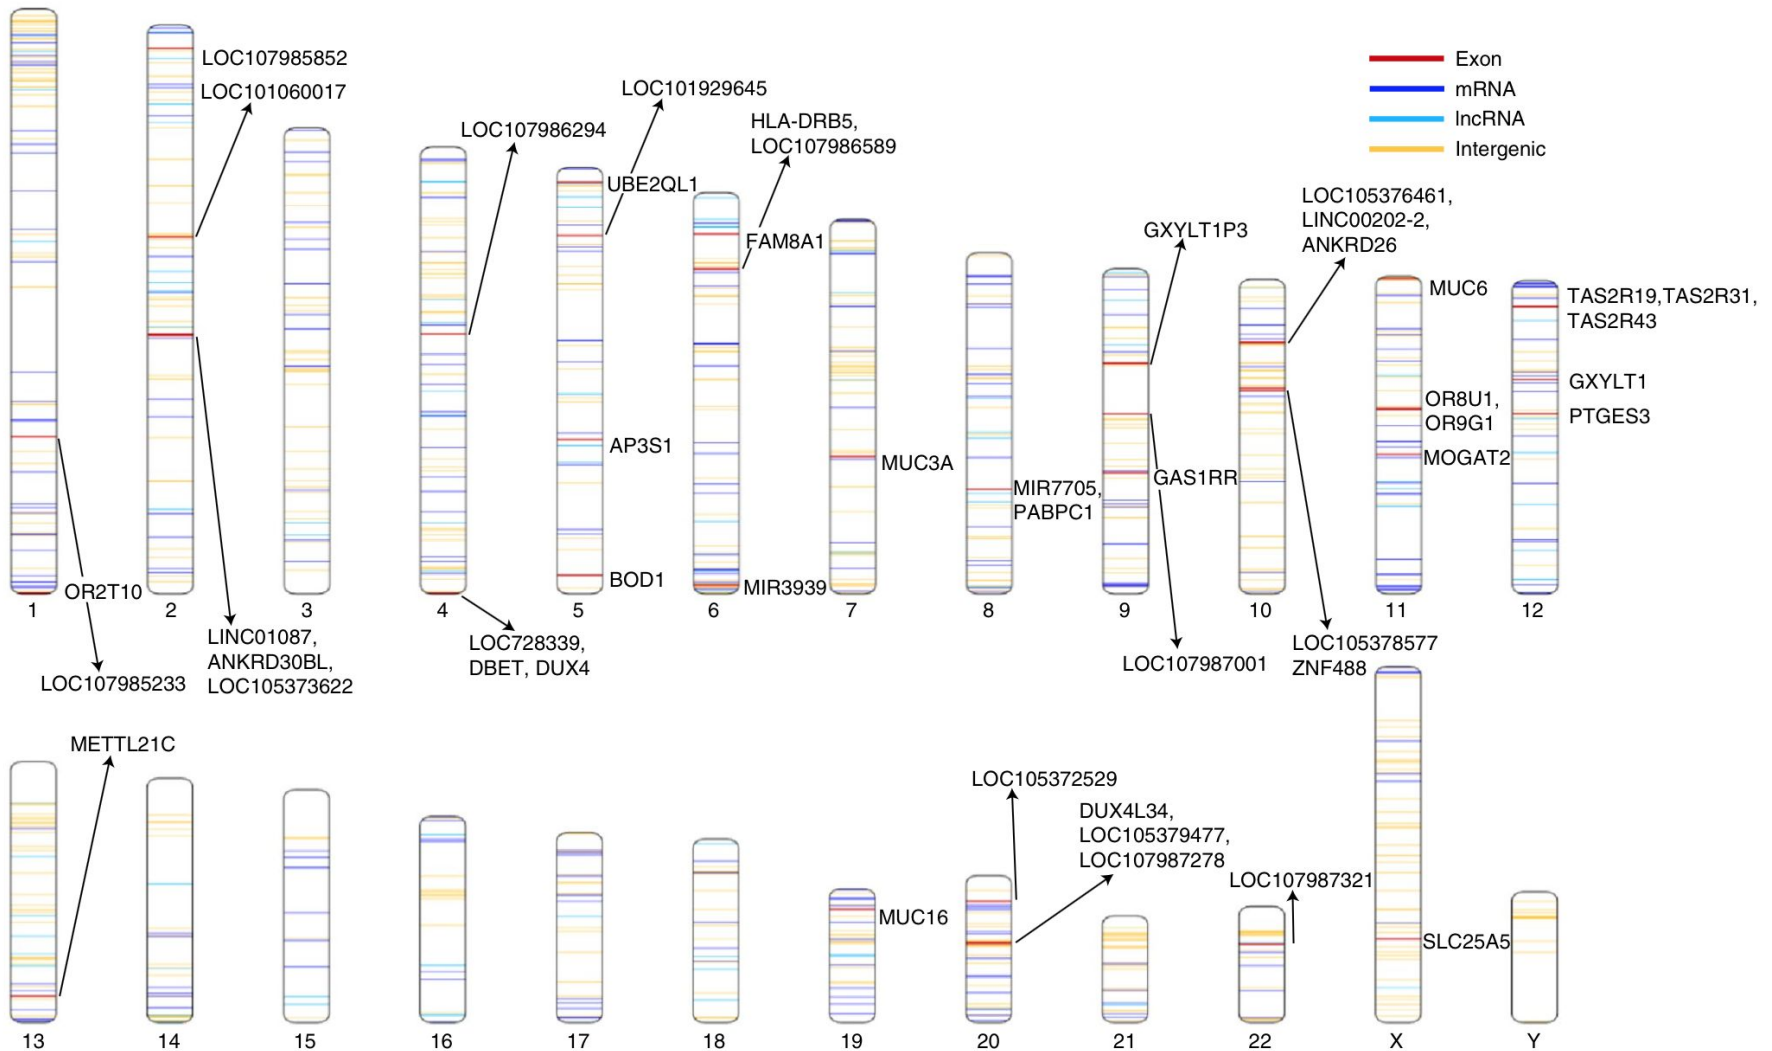 LOC107985852
LOC101060017
LOC107986294
LOC101929645
UBE2QL1
HLA-DRB5,
LOC107986589
FAM8A1
Exon
mRNA
lncRNA
Intergenic
GXYLT1P3
LOC105376461,
LINC00202-2,
ANKRD26
MUC6
TAS2R19,TAS2R31,
TAS2R43
GXYLT1
PTGES3
OR8U1,
OR9G1
MOGAT2
AP3S1
MUC3A
MIR7705,
PABPC1
GAS1RR
OR2T10
BOD1
MIR3939
1
2
3
4
5
6
7
8
9
10
11
12
LOC107985233
LINC01087,
ANKRD30BL,
LOC105373622
LOC728339,
DBET, DUX4
LOC107987001
LOC105378577
ZNF488
METTL21C
LOC105372529
DUX4L34,
LOC105379477,
LOC107987278
LOC107987321
MUC16
SLC25A5
13
14
15
16
17
18
19
20
21
22
X
Y